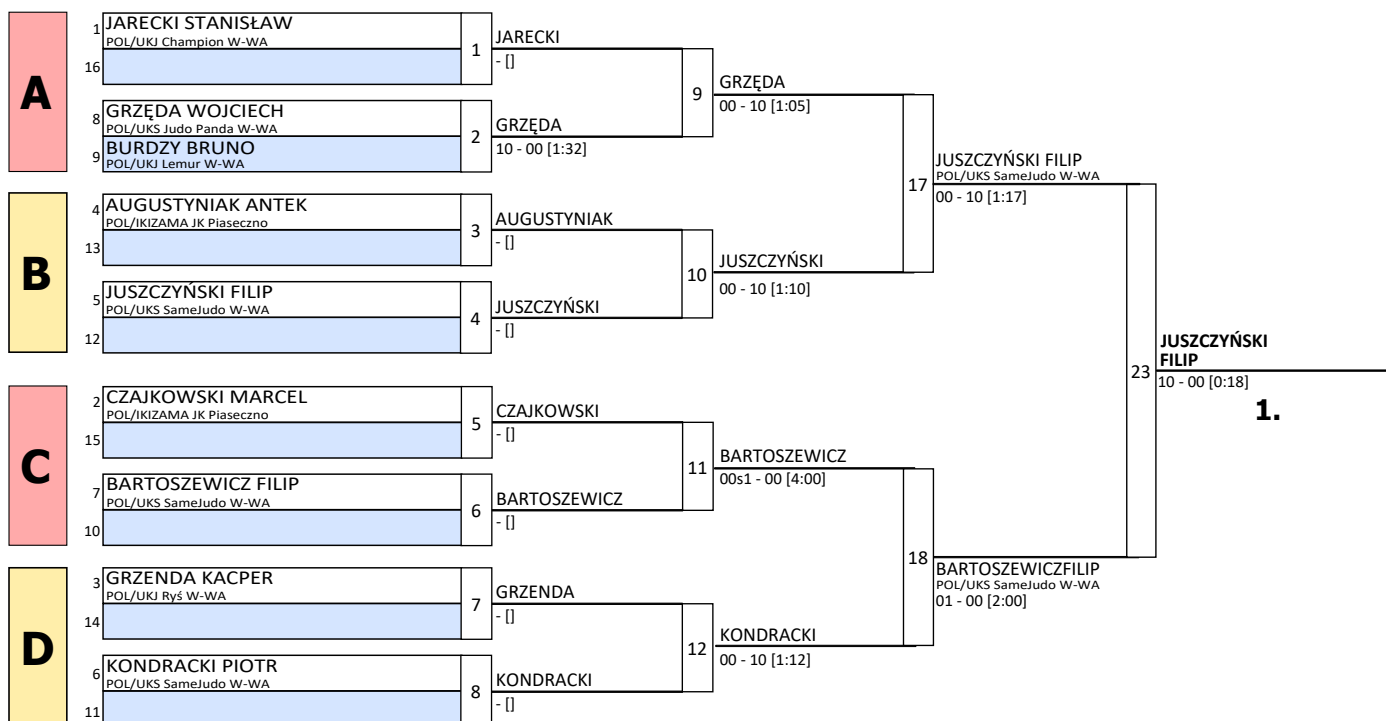 A
1 JARECKI STANISŁAW
POL/UKJ Champion W-WA
16
1
JARECKI
- []
8 GRZĘDA WOJCIECH
POL/UKS Judo Panda W-WA
9 BURDZY BRUNO
POL/UKJ Lemur W-WA
2
GRZĘDA
10 - 00 [1:32]
9
GRZĘDA
00 - 10 [1:05]
B
4 AUGUSTYNIAK ANTEK
POL/IKIZAMA JK Piaseczno
13
3
AUGUSTYNIAK
- []
5 JUSZCZYŃSKI FILIP
POL/UKS SameJudo W-WA
12
4
JUSZCZYŃSKI
- []
10
JUSZCZYŃSKI
00 - 10 [1:10]
17
JUSZCZYŃSKI FILIP
POL/UKS SameJudo W-WA
00 - 10 [1:17]
C
2 CZAJKOWSKI MARCEL
POL/IKIZAMA JK Piaseczno
15
5
CZAJKOWSKI
- []
7 BARTOSZEWICZ FILIP
POL/UKS SameJudo W-WA
10
6
BARTOSZEWICZ
- []
11
BARTOSZEWICZ
00s1 - 00 [4:00]
D
3 GRZENDA KACPER
POL/UKJ Ryś W-WA
14
7
GRZENDA
- []
6 KONDRACKI PIOTR
POL/UKS SameJudo W-WA
11
8
KONDRACKI
- []
12
KONDRACKI
00 - 10 [1:12]
18
BARTOSZEWICZFILIP
POL/UKS SameJudo W-WA
01 - 00 [2:00]
23
JUSZCZYŃSKI
FILIP
10 - 00 [0:18]
1.